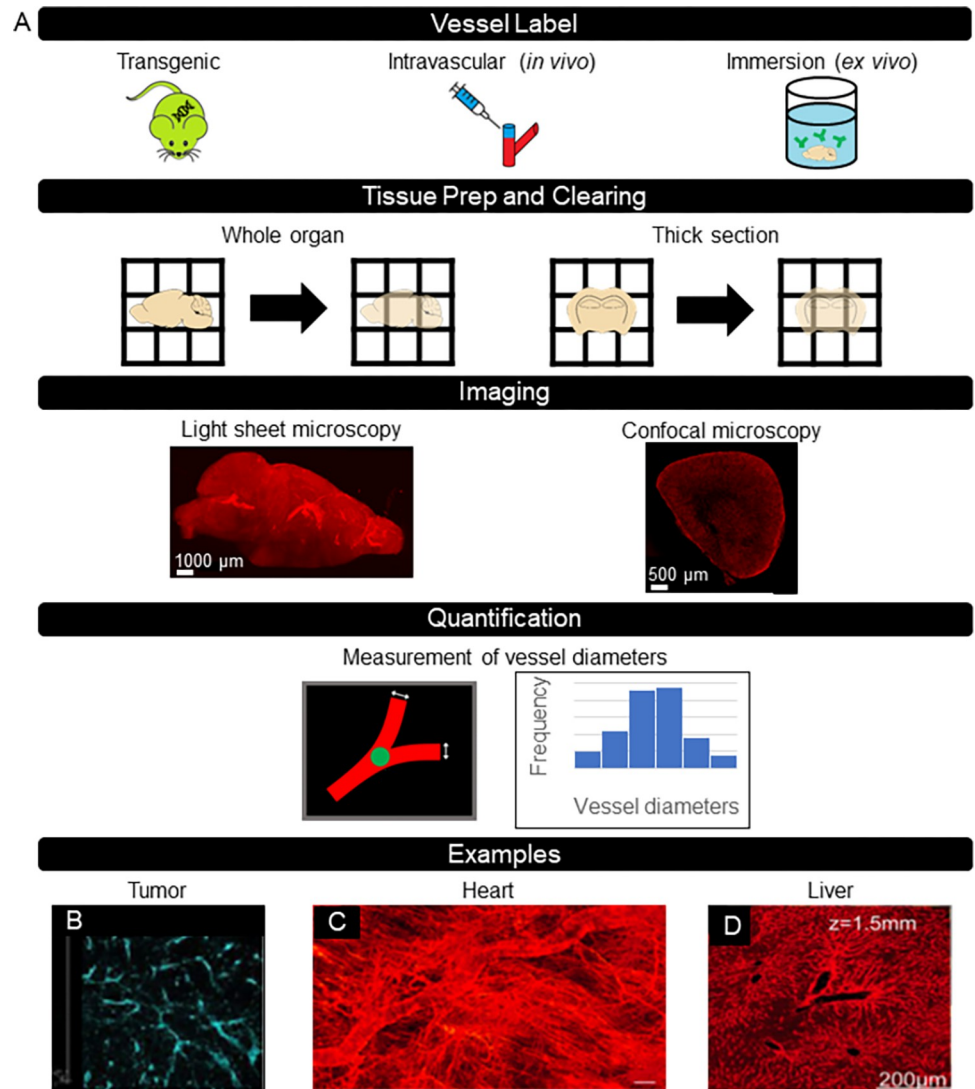 A
Vessel Label
Transgenic
Intravascular (in vivo)
Immersion (ex vivo)
Tissue Prep and Clearing
Whole organ
Thick section
Imaging
Light sheet microscopy
Confocal microscopy
1000 µm
500 µm
Quantification
Measurement of vessel diameters
Frequency
Vessel diameters
Examples
Tumor
Heart
Liver
B
C
D
z=1.5mm
200µm